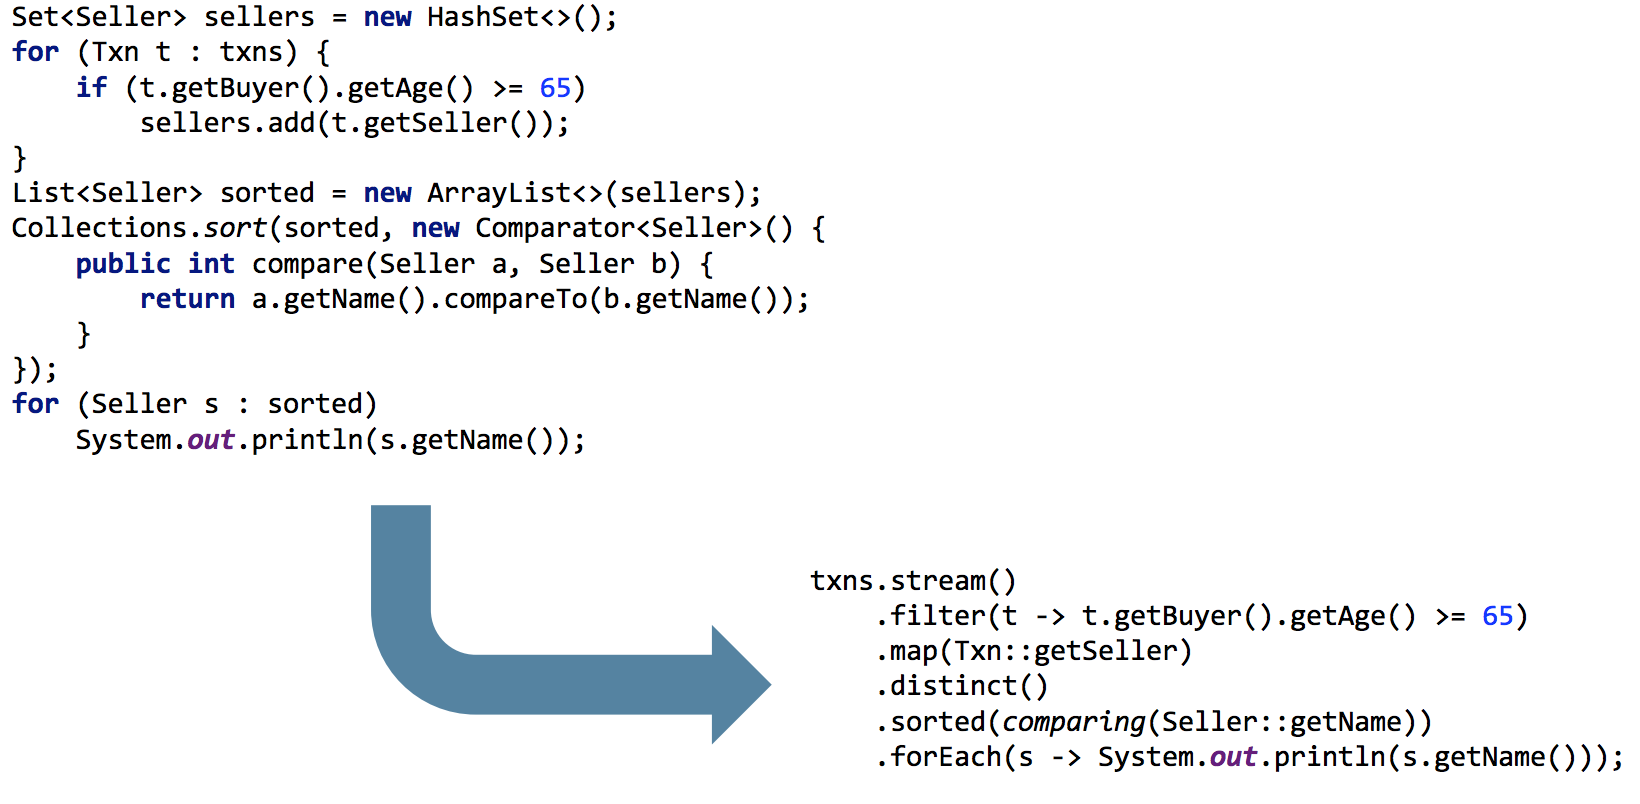 Set<Seller> sellers = new HashSet<>();
for (Txn t : txns) {
    if (t.getBuyer().getAge() >= 65)
        sellers.add(t.getSeller());
}
List<Seller> sorted = new ArrayList<>(sellers);
Collections.sort(sorted, new Comparator<Seller>() {
    public int compare(Seller a, Seller b) {
        return a.getName().compareTo(b.getName());
    }
});
for (Seller s : sorted)
    System.out.println(s.getName());
txns.stream()
    .filter(t -> t.getBuyer().getAge() >= 65)
    .map(Txn::getSeller)
    .distinct()
    .sorted(comparing(Seller::getName))
    .forEach(s -> System.out.println(s.getName()));